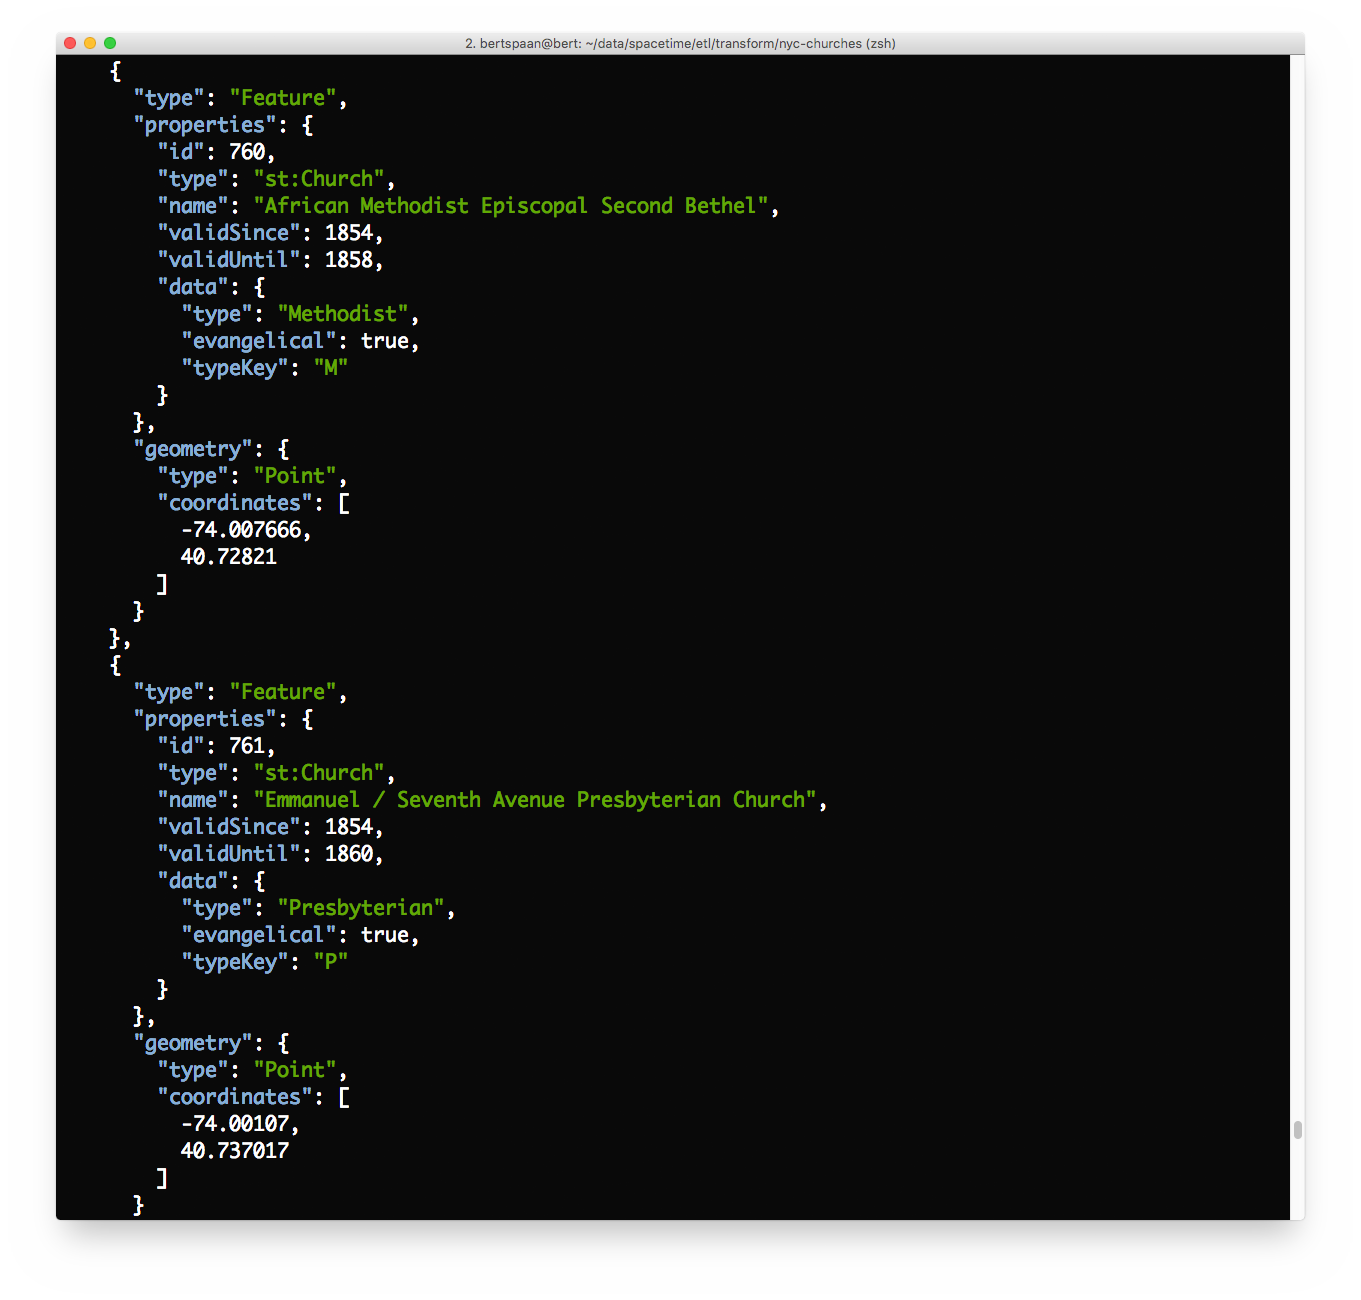 2. bertspaan@bert: ~/data/spacetime/etl/transform/nyc-churches (zsh)
{
"type": "Feature",
"properties": {
"id": 760,
"type": "st:Church",
"name": "African Methodist Episcopal Second Bethel",
"validSince": 1854,
"validUntil": 1858,
"data": {
"type": "Methodist",
"evangelical": true,
"typeKey": "M"
}
},
"geometry": {
"type": "Point",
"coordinates": [
-74.007666,
40.72821
]
}
},
{
"type": "Feature",
"properties": {
"id": 761,
"type": "st:Church",
"name": "Emmanuel / Seventh Avenue Presbyterian Church",
"validSince": 1854,
"validUntil": 1860,
"data": {
"type": "Presbyterian",
"evangelical": true,
"typeKey": "P"
}
},
"geometry": {
"type": "Point",
"coordinates": [
-74.00107,
40.737017
]
}